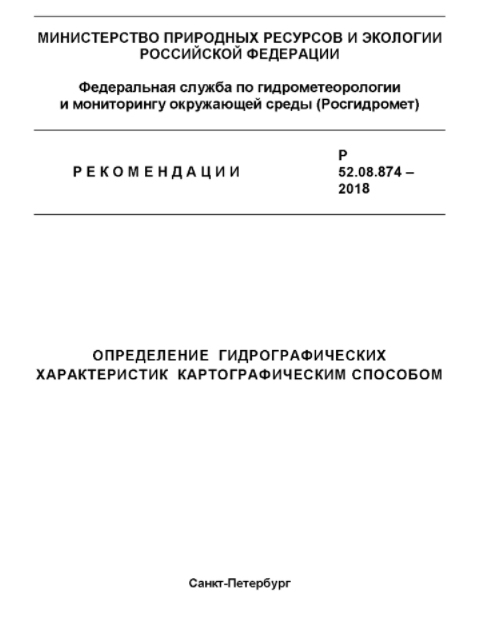 МИНИСТЕРСТВО ПРИРОДНЫХ РЕСУРСОВ И ЭКОЛОГИИ
РОССИЙСКОЙ ФЕДЕРАЦИИ
Федеральная служба по гидрометеорологии
и мониторингу окружающей среды (Росгидромет)
Р Е К О М Е Н Д А Ц И И
Р
52.08.874 –
2018
ОПРЕДЕЛЕНИЕ ГИДРОГРАФИЧЕСКИХ
ХАРАКТЕРИСТИК КАРТОГРАФИЧЕСКИМ СПОСОБОМ
Санкт-Петербург